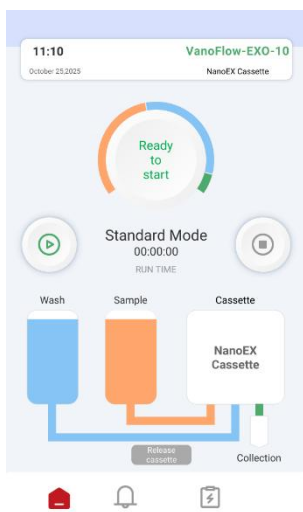 11:10
VanoFlow-EXO-10
October 25,2025
NanoEX Cassette
Ready
to
start
Standard Mode
00:00:00
RUN TIME
Wash
Sample
Cassette
NanoEX
Cassette
Release
cassette
Collection